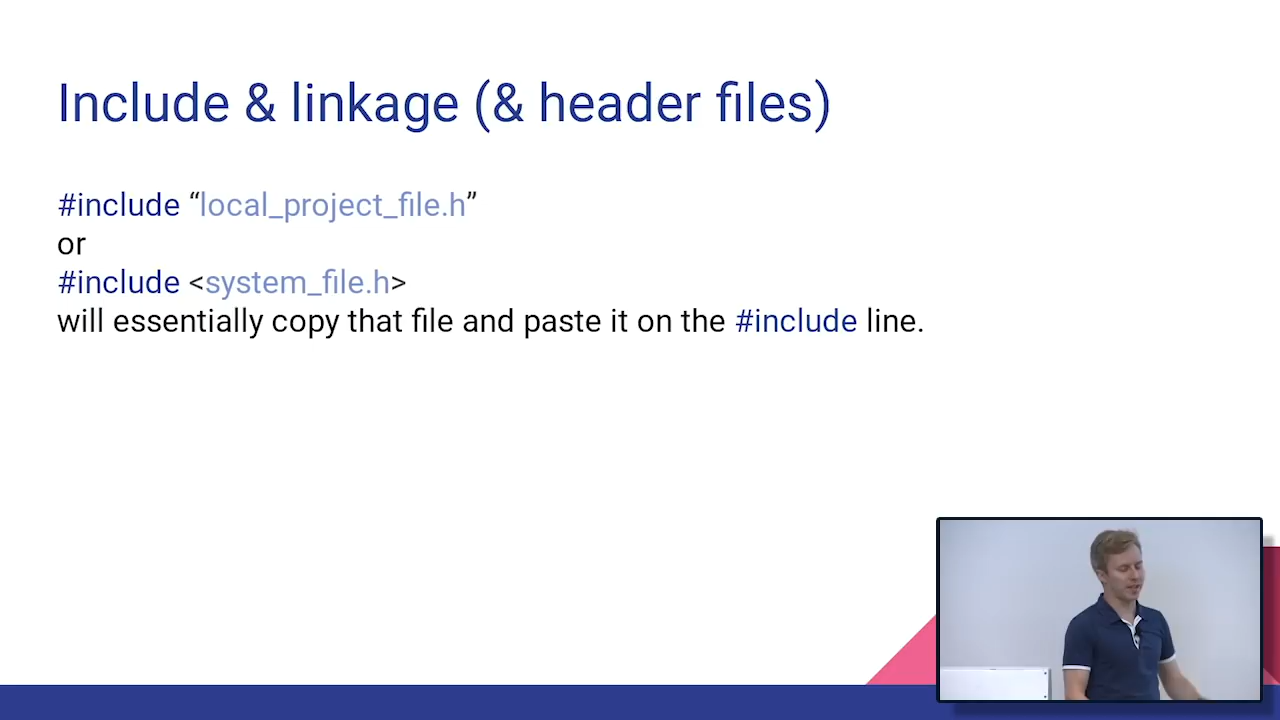 Include & linkage (& header files)
#include “local_project_file.h”
or
#include <system_file.h>
will essentially copy that file and paste it on the #include line.